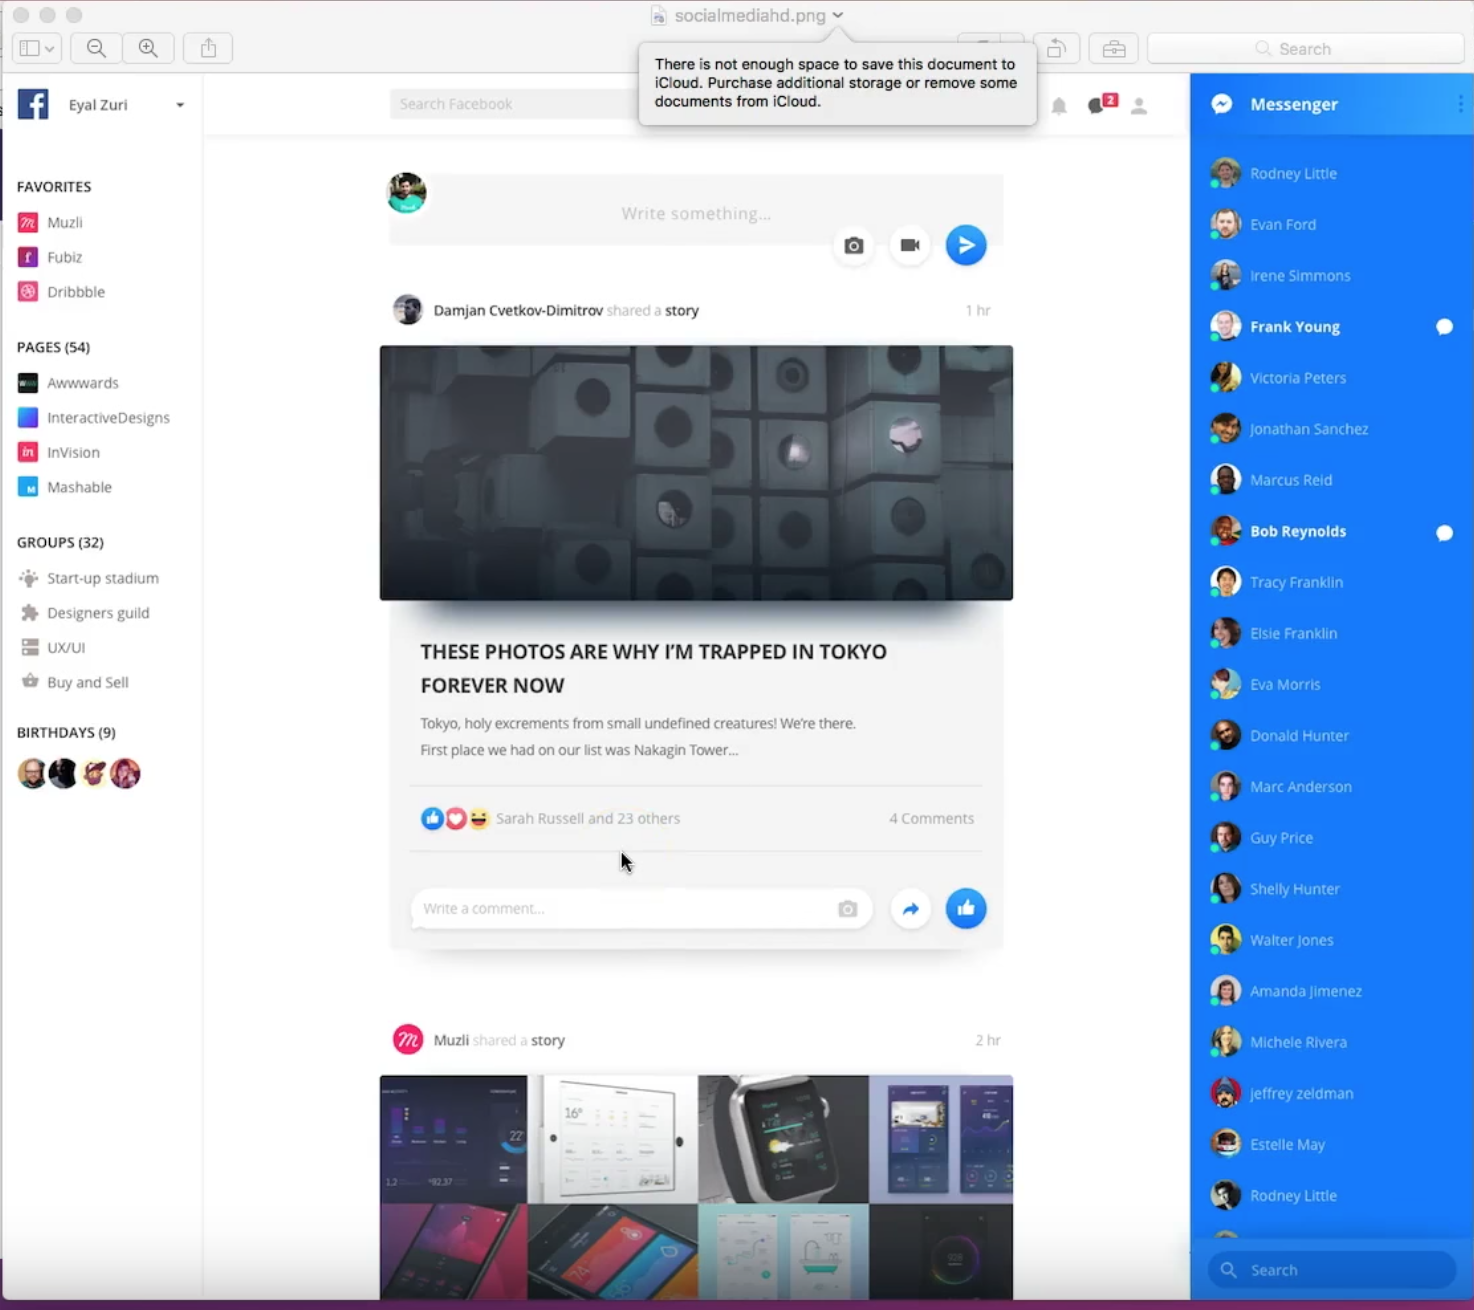 socialmediahd.png
Search
There is not enough space to save this document to
iCloud. Purchase additional storage or remove some
documents from iCloud.
Eyal Zuri
Search Facebook
2
FAVORITES
Muzli
Fubiz
Dribbble
PAGES (54)
Awwwards
InteractiveDesigns
InVision
Mashable
GROUPS (32)
Start-up stadium
Designers guild
UX/UI
Buy and Sell
BIRTHDAYS (9)
Write something...
Damjan Cvetkov-Dimitrov shared a story
1 hr
THESE PHOTOS ARE WHY I'M TRAPPED IN TOKYO
FOREVER NOW
Tokyo, holy excrements from small undefined creatures! We're there.
First place we had on our list was Nakagin Tower...
Sarah Russell and 23 others
4 Comments
Write a comment...
Muzli shared a story
2 hr
16°
22°
Messenger
Rodney Little
Evan Ford
Irene Simmons
Frank Young
Victoria Peters
Jonathan Sanchez
Marcus Reid
Bob Reynolds
Tracy Franklin
Elsie Franklin
Eva Morris
Donald Hunter
Marc Anderson
Guy Price
Shelly Hunter
Walter Jones
Amanda Jimenez
Michele Rivera
Jeffrey zeldman
Estelle May
Rodney Little
Search